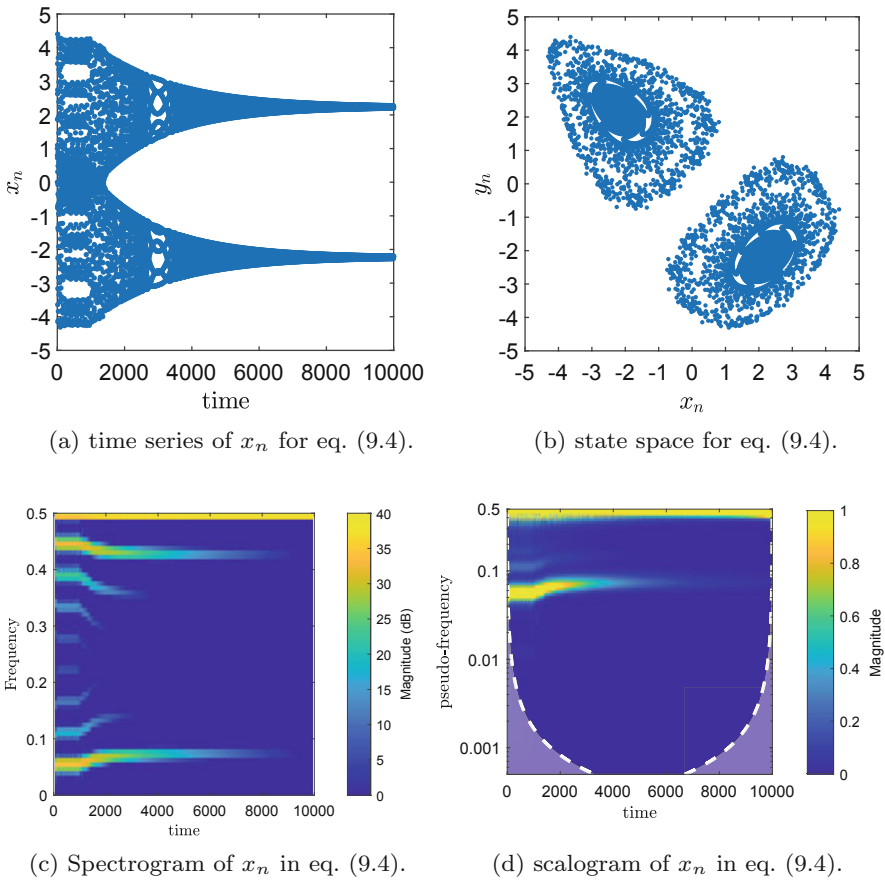 5
4
3
2
1
0
-1
-2
-3
-4
-5
x_n
0 2000 4000 6000 8000 10000
time
(a) time series of x_n for eq. (9.4).
5
4
3
2
1
0
-1
-2
-3
-4
-5
y_n
-5 -4 -3 -2 -1 0 1 2 3 4 5
x_n
(b) state space for eq. (9.4).
0.5
0.4
0.3
0.2
0.1
0
Frequency
0 2000 4000 6000 8000 10000
time
40
35
30
25
20
15
10
5
0
Magnitude (dB)
(c) Spectrogram of x_n in eq. (9.4).
0.5
0.1
0.01
0.001
pseudo-frequency
0 2000 4000 6000 8000 10000
time
1
0.8
0.6
0.4
0.2
0
Magnitude
(d) scalogram of x_n in eq. (9.4).